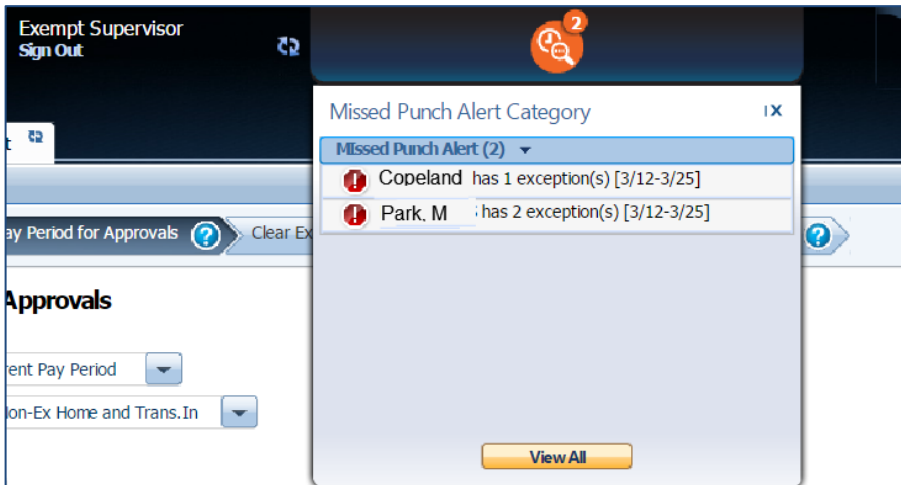 Exempt Supervisor
Sign Out
2
Missed Punch Alert Category
X
t
MIssed Punch Alert (2)
Copeland has 1 exception(s) [3/12-3/25]
Park, M has 2 exception(s) [3/12-3/25]
ay Period for Approvals ? Clear Ex
?
Approvals
rent Pay Period
Non-Ex Home and Trans.In
View All